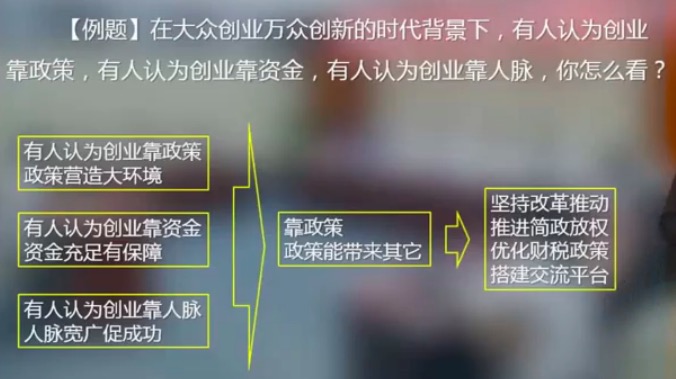 【例题】在大众创业万众创新的时代背景下，有人认为创业
靠政策，有人认为创业靠资金，有人认为创业靠人脉，你怎么看？
有人认为创业靠政策
政策营造大环境
有人认为创业靠资金
资金充足有保障
有人认为创业靠人脉
人脉宽广促成功
靠政策
政策能带来其它
坚持改革推动
推进简政放权
优化财税政策
搭建交流平台